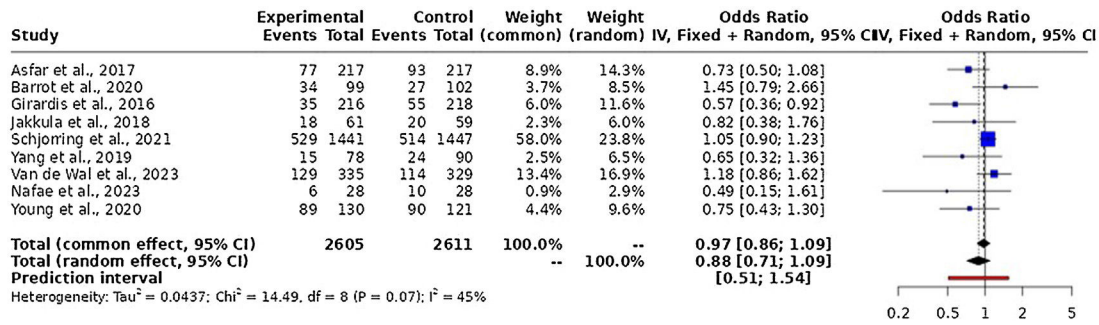 Experimental Control Weight Weight Odds Ratio Odds Ratio
Study Events Total Events Total (common) (random) IV, Fixed + Random, 95% CI IV, Fixed + Random, 95% CI
Asfar et al., 2017 77 217 93 217 8.9% 14.3% 0.73 [0.50; 1.08]
Barrot et al., 2020 34 99 27 102 3.7% 8.5% 1.45 [0.79; 2.66]
Girardis et al., 2016 35 216 55 218 6.0% 11.6% 0.57 [0.36; 0.92]
Jakkula et al., 2018 18 61 20 59 2.3% 6.0% 0.82 [0.38; 1.76]
Schjorring et al., 2021 529 1441 514 1447 58.0% 23.8% 1.05 [0.90; 1.23]
Yang et al., 2019 15 78 24 90 2.5% 6.5% 0.65 [0.32; 1.36]
Van de Wal et al., 2023 129 335 114 329 13.4% 16.9% 1.18 [0.86; 1.62]
Nafae et al., 2023 6 28 10 28 0.9% 2.9% 0.49 [0.15; 1.61]
Young et al., 2020 89 130 90 121 4.4% 9.6% 0.75 [0.43; 1.30]
Total (common effect, 95% CI) 2605 2611 100.0% -- 0.97 [0.86; 1.09]
Total (random effect, 95% CI) -- 100.0% 0.88 [0.71; 1.09]
Prediction interval [0.51; 1.54]
Heterogeneity: Tau² = 0.0437; Chi² = 14.49, df = 8 (P = 0.07); I² = 45%
0.2 0.5 1 2 5